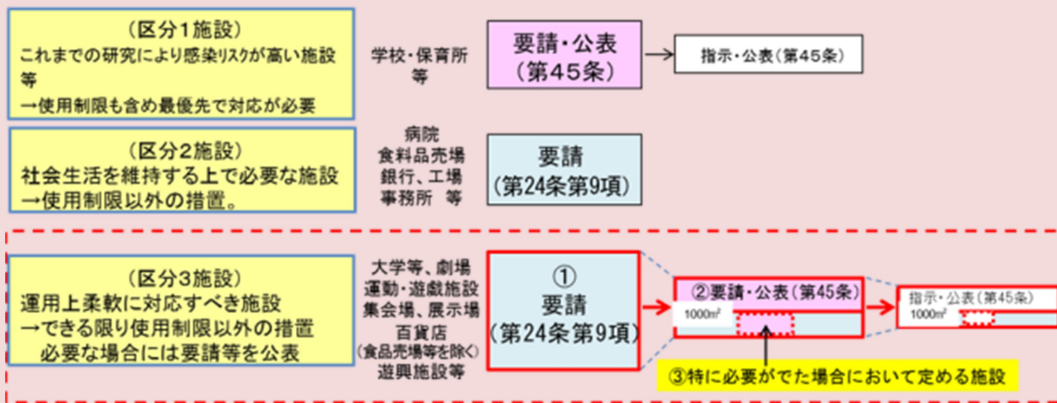 (区分1施設)
これまでの研究により感染リスクが高い施設
等
→使用制限も含め最優先で対応が必要
学校・保育所
等
要請・公表
(第45条)
指示・公表(第45条)
(区分2施設)
社会生活を維持する上で必要な施設
→使用制限以外の措置。
病院
食料品売場
銀行、工場
事務所 等
要請
(第24条第9項)
(区分3施設)
運用上柔軟に対応すべき施設
→できる限り使用制限以外の措置
必要な場合には要請等を公表
大学等、劇場
運動・遊戯施設
集会場、展示場
百貨店
(食品売場等を除く)
遊興施設等
①
要請
(第24条第9項)
②要請・公表(第45条)
1000㎡
指示・公表(第45条)
1000㎡
③特に必要がでた場合において定める施設